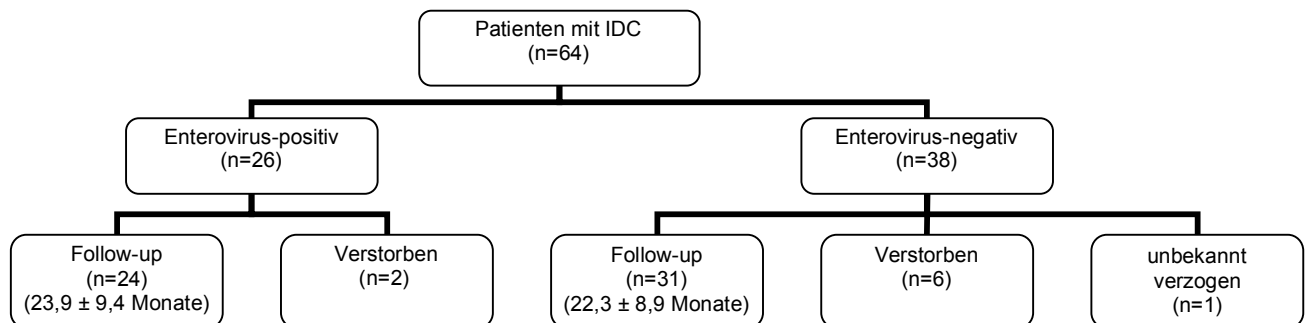 Patienten mit IDC
(n=64)
Enterovirus-positiv
(n=26)
Enterovirus-negativ
(n=38)
Follow-up
(n=24)
(23,9 ± 9,4 Monate)
Verstorben
(n=2)
Follow-up
(n=31)
(22,3 ± 8,9 Monate)
Verstorben
(n=6)
unbekannt
verzogen
(n=1)